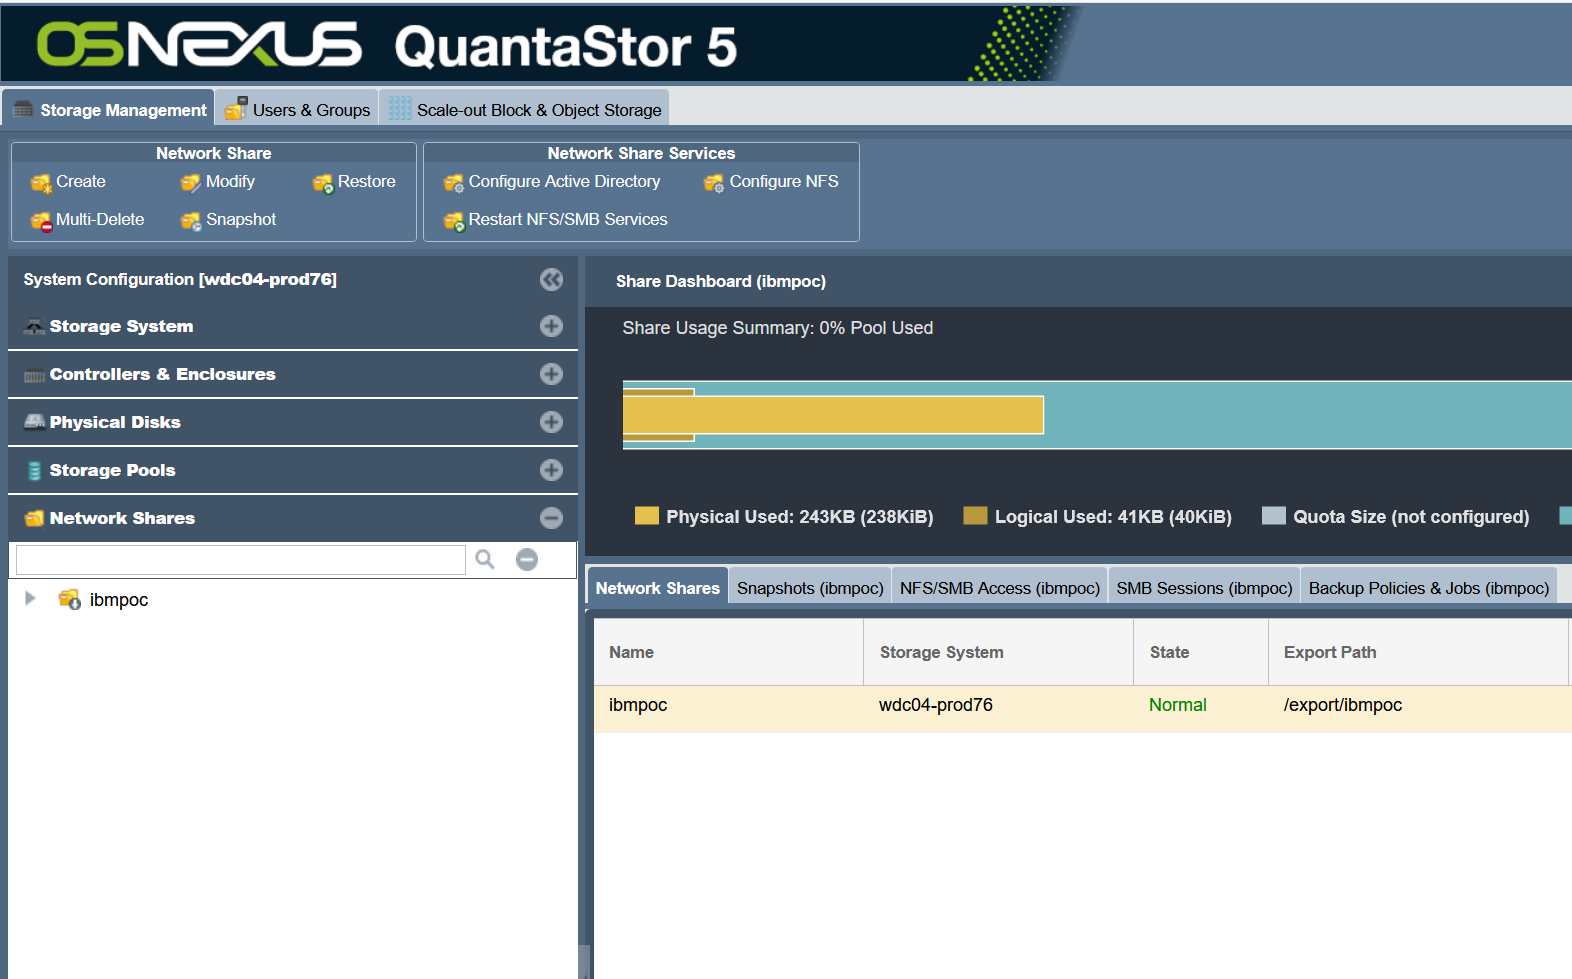 OSNEXUS QuantaStor 5
Storage Management Users & Groups Scale-out Block & Object Storage
Network Share
Create Modify Restore
Multi-Delete Snapshot
Network Share Services
Configure Active Directory Configure NFS
Restart NFS/SMB Services
System Configuration [wdc04-prod76]
Storage System
Controllers & Enclosures
Physical Disks
Storage Pools
Network Shares
ibmpoc
Share Dashboard (ibmpoc)
Share Usage Summary: 0% Pool Used
Physical Used: 243KB (238KiB) Logical Used: 41KB (40KiB) Quota Size (not configured)
Network Shares Snapshots (ibmpoc) NFS/SMB Access (ibmpoc) SMB Sessions (ibmpoc) Backup Policies & Jobs (ibmpoc)
Name Storage System State Export Path
ibmpoc wdc04-prod76 Normal /export/ibmpoc